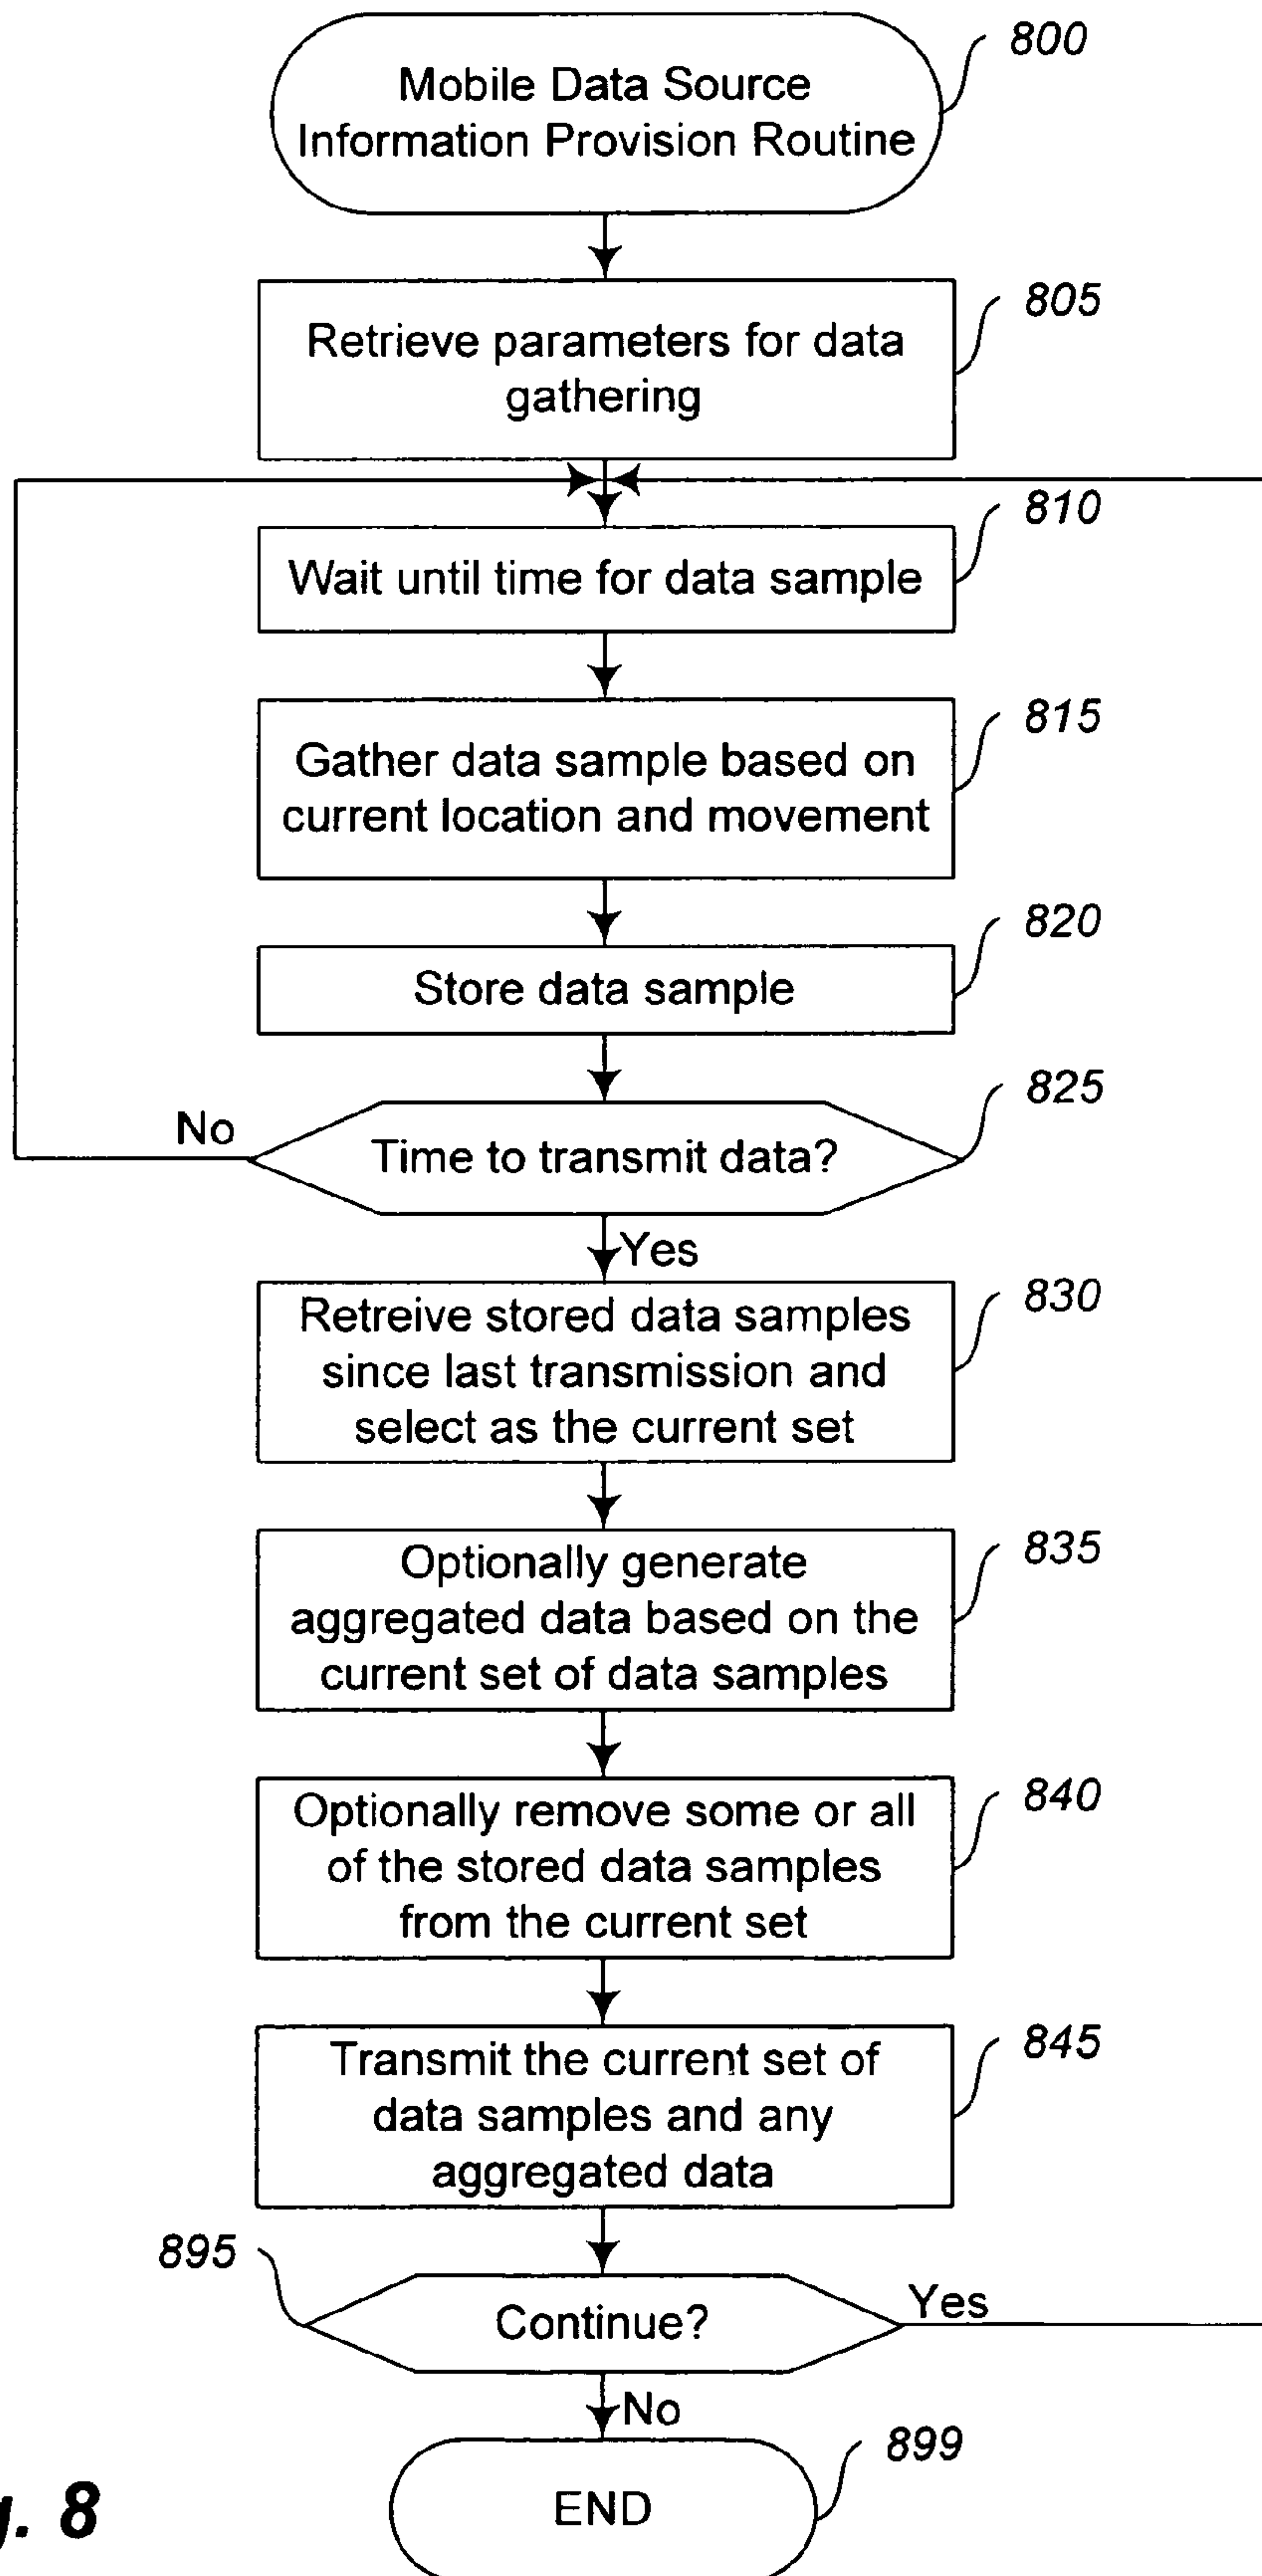 800
Mobile Data Source
Information Provision Routine
805
Retrieve parameters for data
gathering
810
Wait until time for data sample
815
Gather data sample based on
current location and movement
820
Store data sample
825
No
Time to transmit data?
Yes
830
Retreive stored data samples
since last transmission and
select as the current set
835
Optionally generate
aggregated data based on the
current set of data samples
840
Optionally remove some or all
of the stored data samples
from the current set
845
Transmit the current set of
data samples and any
aggregated data
895
Continue?
Yes
No
899
END
g. 8